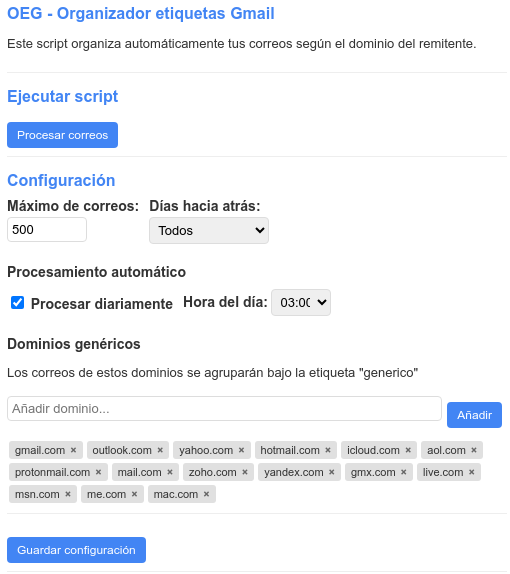 OEG - Organizador etiquetas Gmail
Este script organiza automáticamente tus correos según el dominio del remitente.
Ejecutar script
Procesar correos
Configuración
Máximo de correos: Días hacia atrás:
500 Todos
Procesamiento automático
Procesar diariamente Hora del día: 03:00
Dominios genéricos
Los correos de estos dominios se agruparán bajo la etiqueta "generico"
Añadir dominio... Añadir
gmail.com × outlook.com × yahoo.com × hotmail.com × icloud.com × aol.com ×
protonmail.com × mail.com × zoho.com × yandex.com × gmx.com × live.com ×
msn.com × me.com × mac.com ×
Guardar configuración